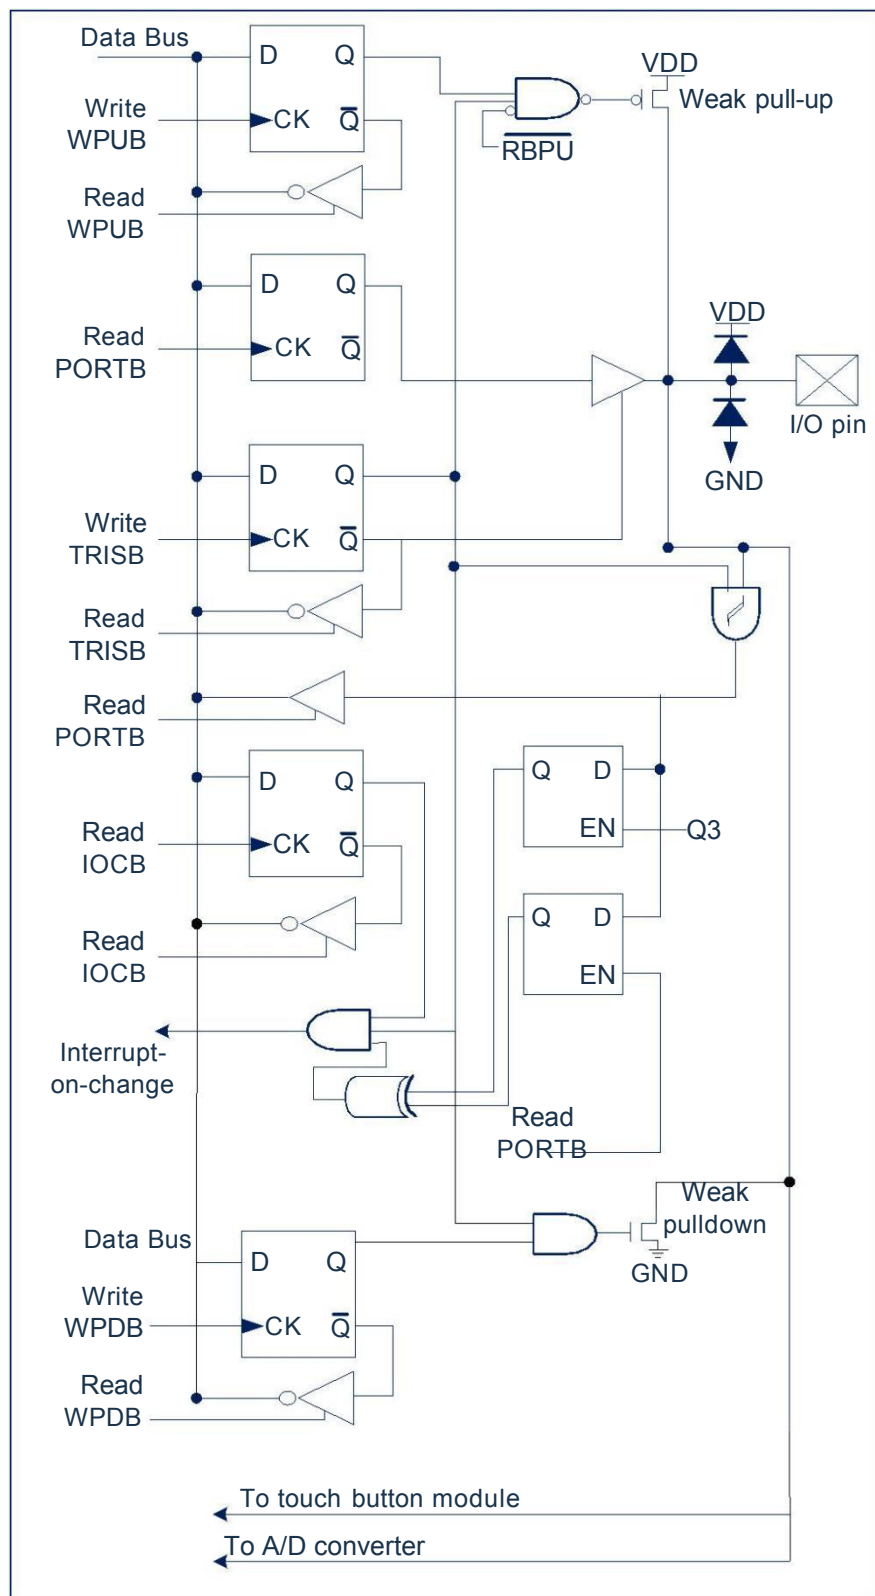 Data Bus
D
Q
VDD
Weak pull-up
Write
WPUB
CK
Q̅
R̅B̅P̅U̅
Read
WPUB
D
Q
VDD
Read
PORTB
CK
Q̅
I/O pin
GND
D
Q
Write
TRISB
CK
Q̅
Read
TRISB
Read
PORTB
D
Q
Q
D
Read
IOCB
CK
Q̅
EN
Q3
Q
D
Read
IOCB
EN
Interrupt-
on-change
Read
PORTB
Weak
pulldown
Data Bus
D
Q
GND
Write
WPDB
CK
Q̅
Read
WPDB
To touch button module
To A/D converter